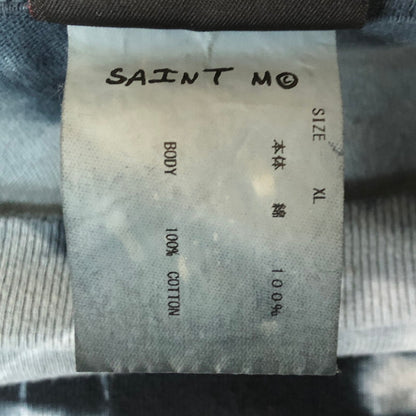 SAINT M©
SIZE XL
本体 綿 100%
BODY 100% COTTON